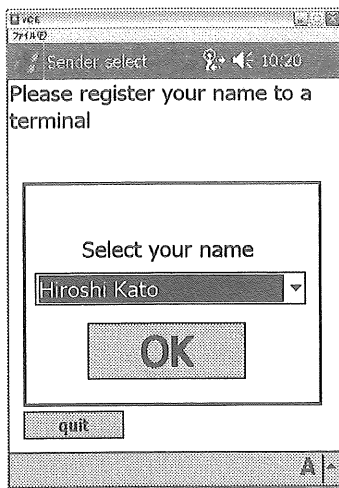 ファイル(F)
Sender select 10:20
Please register your name to a
terminal
Select your name
Hiroshi Kato
OK
quit
A